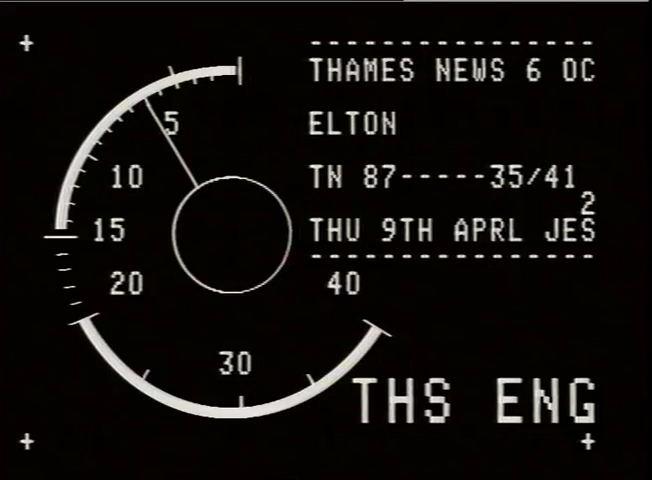 THAMES NEWS 6 OC
ELTON
TN 87-----35/41
2
THU 9TH APRL JES
5
10
15
20
30
40
THS ENG